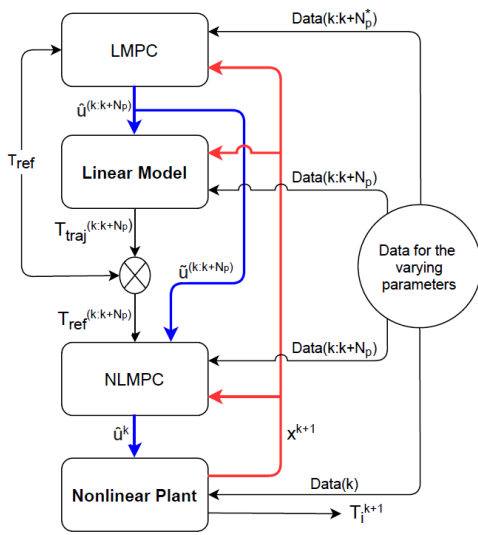 Data(k:k+Nₚ*)
LMPC
û⁽ᵏ:ᵏ⁺ᴺᵖ⁾
Tref
Linear Model
Data(k:k+Nₚ)
Ttraj⁽ᵏ:ᵏ⁺ᴺᵖ⁾
Data for the
varying
parameters
ũ⁽ᵏ:ᵏ⁺ᴺᵖ⁾
Tref⁽ᵏ:ᵏ⁺ᴺᵖ⁾
Data(k:k+Nₚ)
NLMPC
ûᵏ
xᵏ⁺¹
Data(k)
Nonlinear Plant
Tᵢᵏ⁺¹